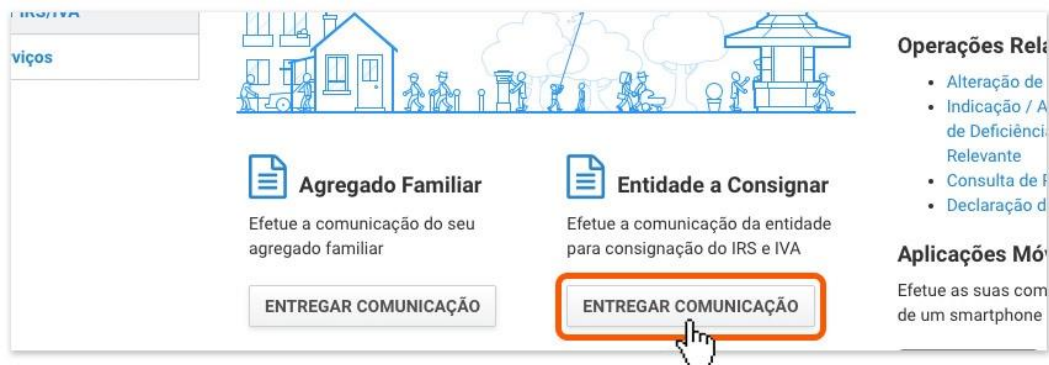 IRS/IVA
viços
Agregado Familiar
Efetue a comunicação do seu
agregado familiar
ENTREGAR COMUNICAÇÃO
Entidade a Consignar
Efetue a comunicação da entidade
para consignação do IRS e IVA
ENTREGAR COMUNICAÇÃO
Operações Rela
Alteração de
Indicação / A
de Deficiênci
Relevante
Consulta de
Declaração d
Aplicações Mó
Efetue as suas com
de um smartphone